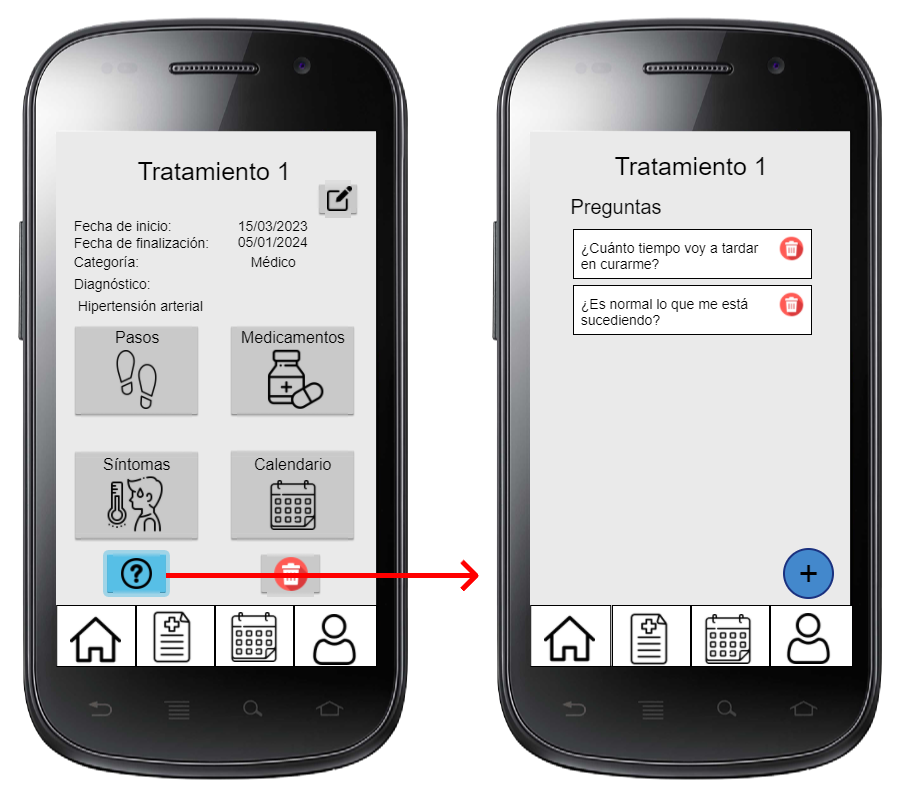 Tratamiento 1
Fecha de inicio: 15/03/2023
Fecha de finalización: 05/01/2024
Categoría: Médico
Diagnóstico:
Hipertensión arterial
Pasos
Medicamentos
Síntomas
Calendario
?
Tratamiento 1
Preguntas
¿Cuánto tiempo voy a tardar
en curarme?
¿Es normal lo que me está
sucediendo?
+